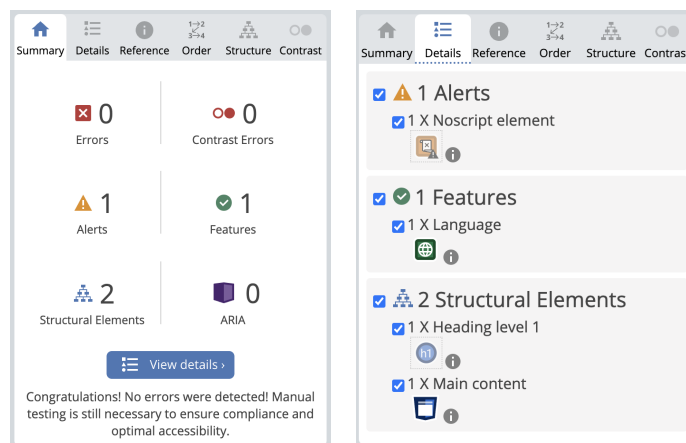 Summary Details Reference Order Structure Contrast
0
Errors
0
Contrast Errors
1
Alerts
1
Features
2
Structural Elements
0
ARIA
View details ›
Congratulations! No errors were detected! Manual
testing is still necessary to ensure compliance and
optimal accessibility.
Summary Details Reference Order Structure Contras
1 Alerts
1 X Noscript element
1 Features
1 X Language
2 Structural Elements
1 X Heading level 1
h1
1 X Main content